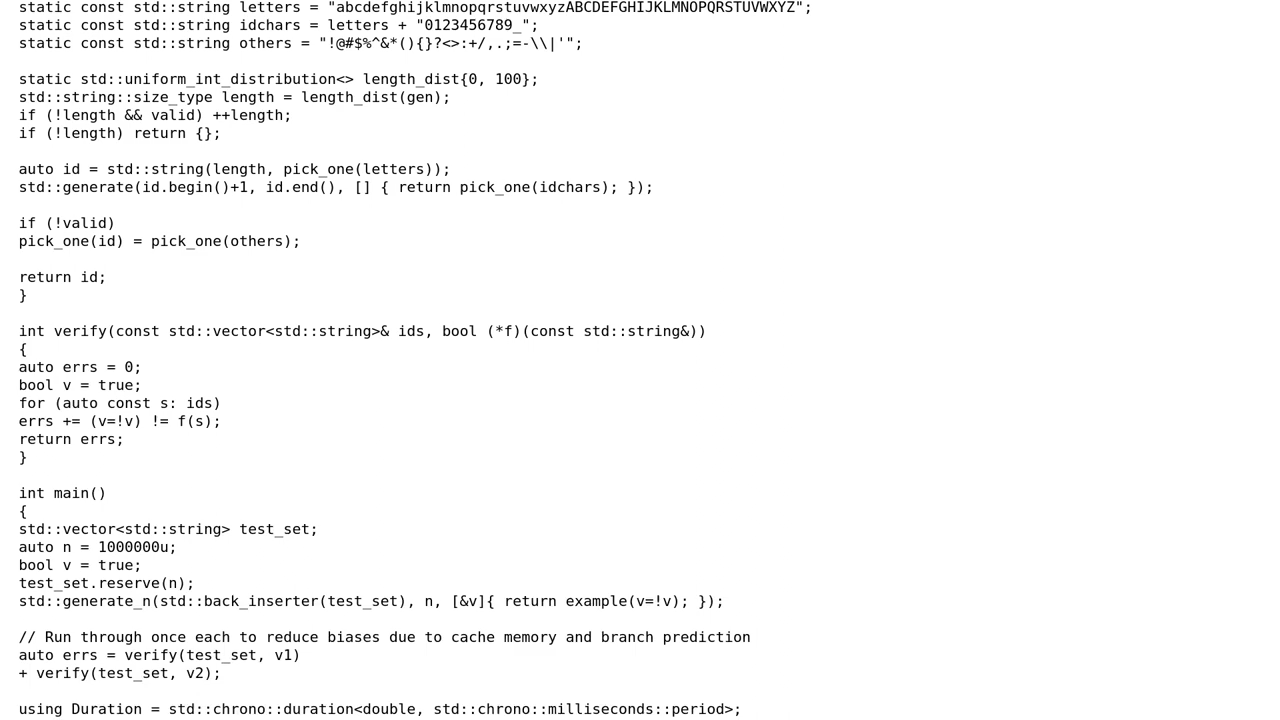 static const std::string letters = "abcdefghijklmnopqrstuvwxyzABCDEFGHIJKLMNOPQRSTUVWXYZ";
static const std::string idchars = letters + "0123456789_";
static const std::string others = "!@#$%^&*(){}?<>:+/,.;=-\\|'";

static std::uniform_int_distribution<> length_dist{0, 100};
std::string::size_type length = length_dist(gen);
if (!length && valid) ++length;
if (!length) return {};

auto id = std::string(length, pick_one(letters));
std::generate(id.begin()+1, id.end(), [] { return pick_one(idchars); });

if (!valid)
pick_one(id) = pick_one(others);

return id;
}

int verify(const std::vector<std::string>& ids, bool (*f)(const std::string&))
{
auto errs = 0;
bool v = true;
for (auto const s: ids)
errs += (v=!v) != f(s);
return errs;
}

int main()
{
std::vector<std::string> test_set;
auto n = 1000000u;
bool v = true;
test_set.reserve(n);
std::generate_n(std::back_inserter(test_set), n, [&v]{ return example(v=!v); });

// Run through once each to reduce biases due to cache memory and branch prediction
auto errs = verify(test_set, v1)
+ verify(test_set, v2);

using Duration = std::chrono::duration<double, std::chrono::milliseconds::period>;